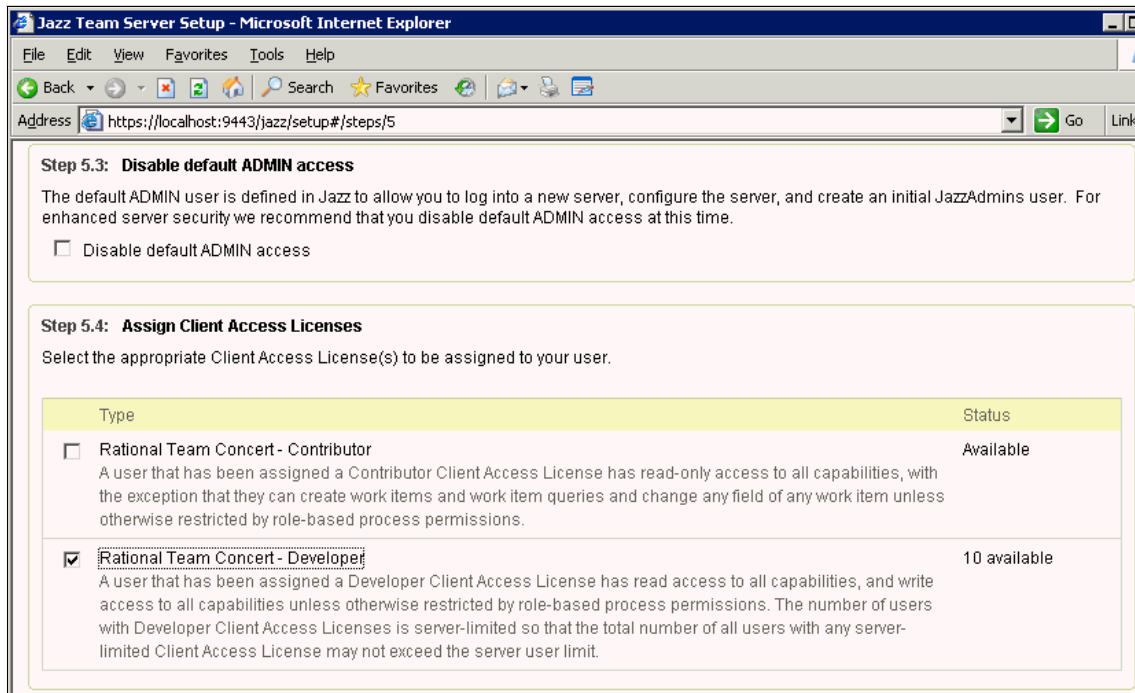 Jazz Team Server Setup - Microsoft Internet Explorer
File Edit View Favorites Tools Help
Back Search Favorites
Address https://localhost:9443/jazz/setup#/steps/5 Go Link
Step 5.3: Disable default ADMIN access
The default ADMIN user is defined in Jazz to allow you to log into a new server, configure the server, and create an initial JazzAdmins user. For
enhanced server security we recommend that you disable default ADMIN access at this time.
Disable default ADMIN access
Step 5.4: Assign Client Access Licenses
Select the appropriate Client Access License(s) to be assigned to your user.
Type Status
Rational Team Concert - Contributor Available
A user that has been assigned a Contributor Client Access License has read-only access to all capabilities, with
the exception that they can create work items and work item queries and change any field of any work item unless
otherwise restricted by role-based process permissions.
Rational Team Concert - Developer 10 available
A user that has been assigned a Developer Client Access License has read access to all capabilities, and write
access to all capabilities unless otherwise restricted by role-based process permissions. The number of users
with Developer Client Access Licenses is server-limited so that the total number of all users with any server-
limited Client Access License may not exceed the server user limit.